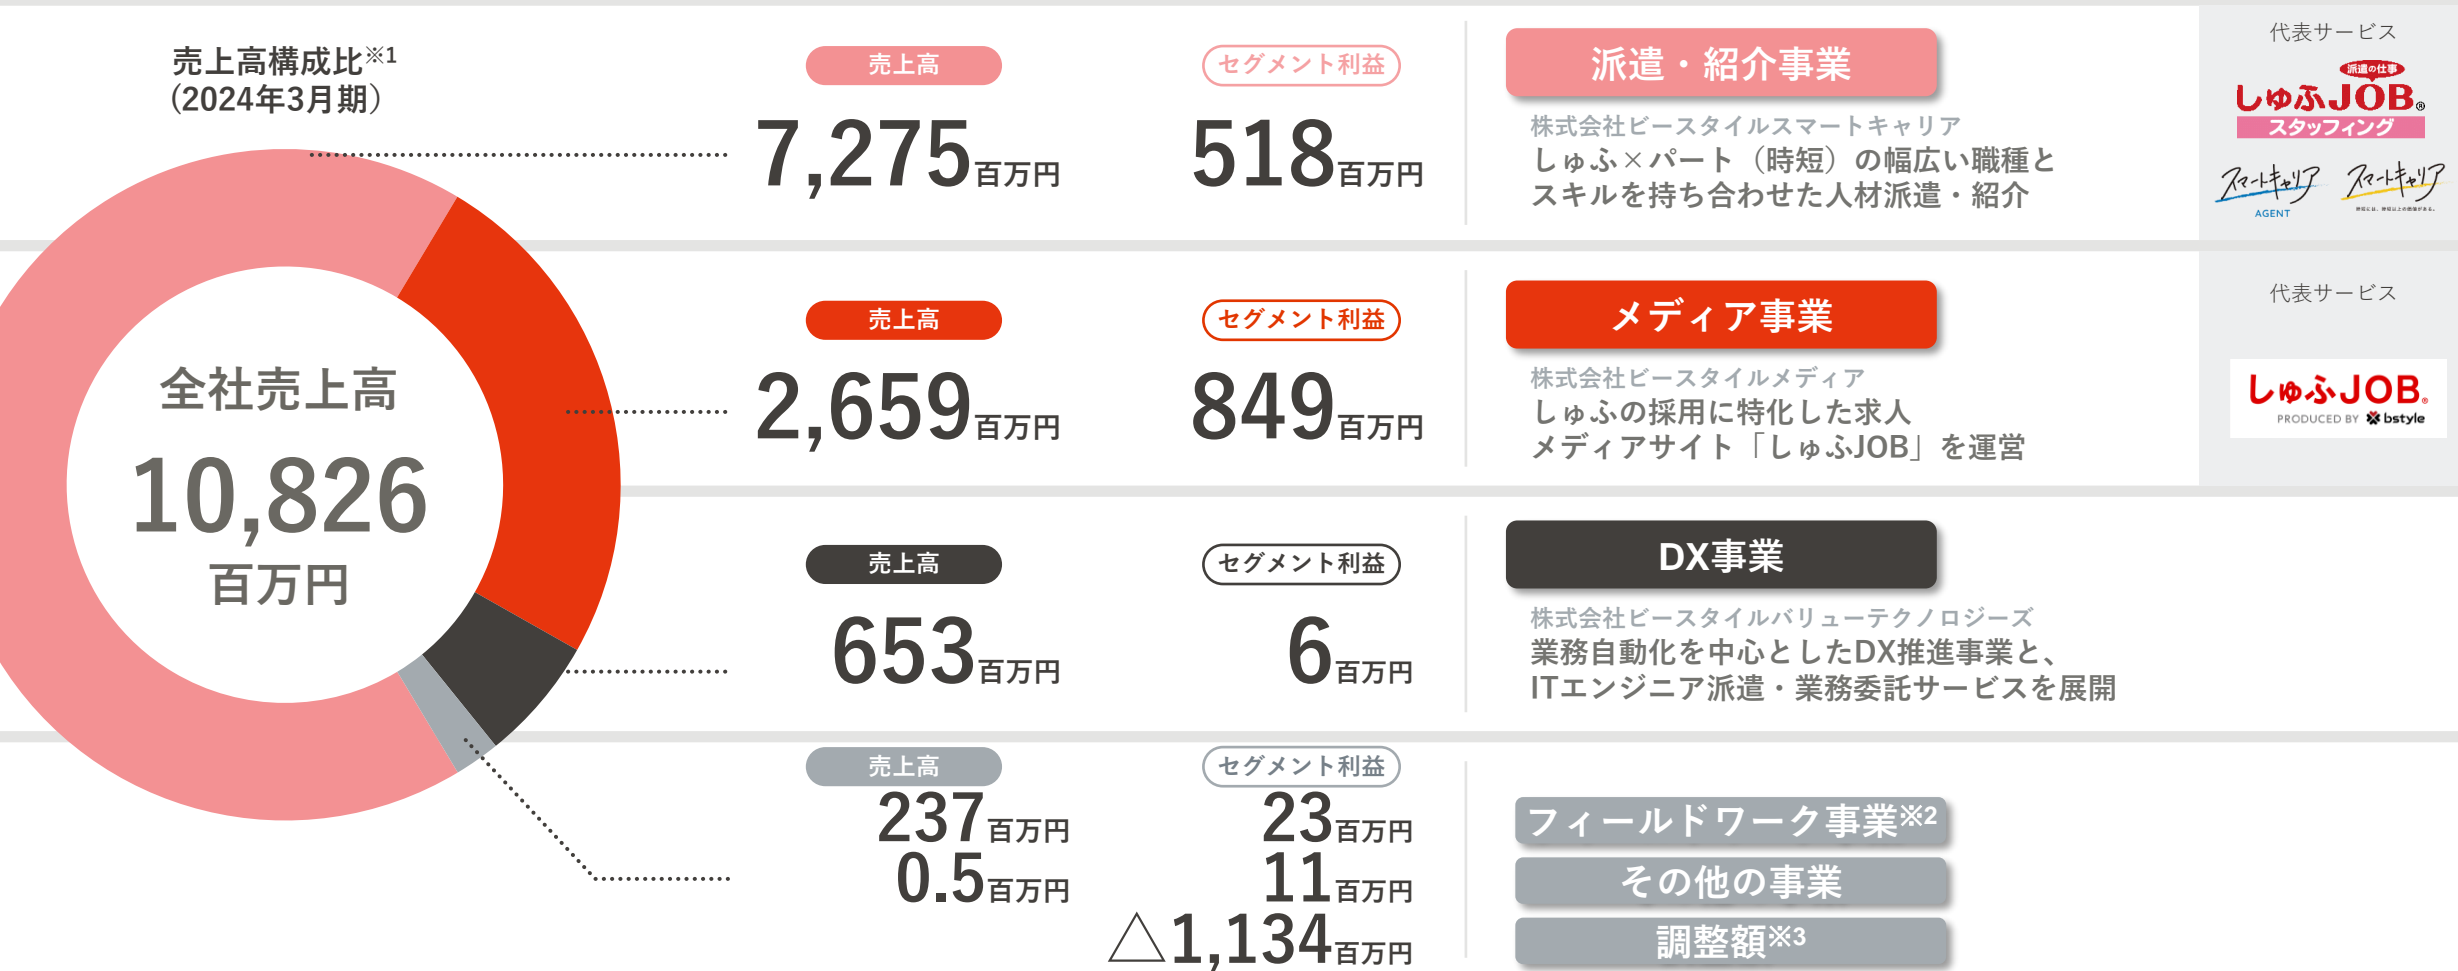 売上高構成比※1
（2024年3月期）
全社売上高
10,826
百万円
売上高
7,275百万円
セグメント利益
518百万円
派遣・紹介事業
株式会社ビースタイルスマートキャリア
しゅふ×パート（時短）の幅広い職種と
スキルを持ち合わせた人材派遣・紹介
代表サービス
派遣の仕事
しゅふJOB®
スタッフィング
スマートキャリア
AGENT
スマートキャリア
売上高
2,659百万円
セグメント利益
849百万円
メディア事業
株式会社ビースタイルメディア
しゅふの採用に特化した求人
メディアサイト「しゅふJOB」を運営
代表サービス
しゅふJOB®
PRODUCED BY bstyle
売上高
653百万円
セグメント利益
6百万円
DX事業
株式会社ビースタイルバリューテクノロジーズ
業務自動化を中心としたDX推進事業と、
ITエンジニア派遣・業務委託サービスを展開
売上高
セグメント利益
237百万円
23百万円
フィールドワーク事業※2
0.5百万円
11百万円
その他の事業
△1,134百万円
調整額※3